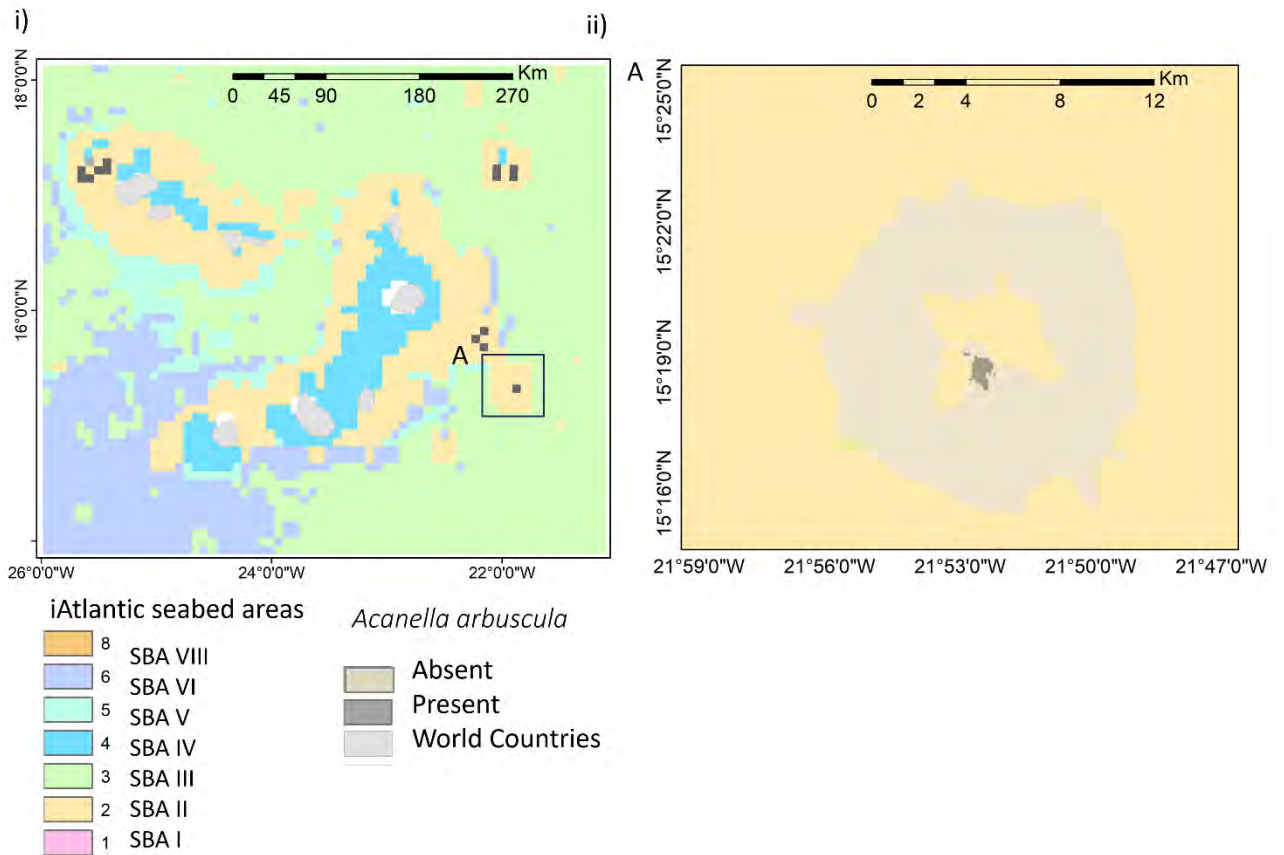 i)
Km
0 45 90 180 270
18°0'0"N
16°0'0"N
A
26°0'0"W 24°0'0"W 22°0'0"W
ii)
A
Km
0 2 4 8 12
15°25'0"N
15°22'0"N
15°19'0"N
15°16'0"N
21°59'0"W 21°56'0"W 21°53'0"W 21°50'0"W 21°47'0"W
iAtlantic seabed areas
8 SBA VIII
6 SBA VI
5 SBA V
4 SBA IV
3 SBA III
2 SBA II
1 SBA I
Acanella arbuscula
Absent
Present
World Countries